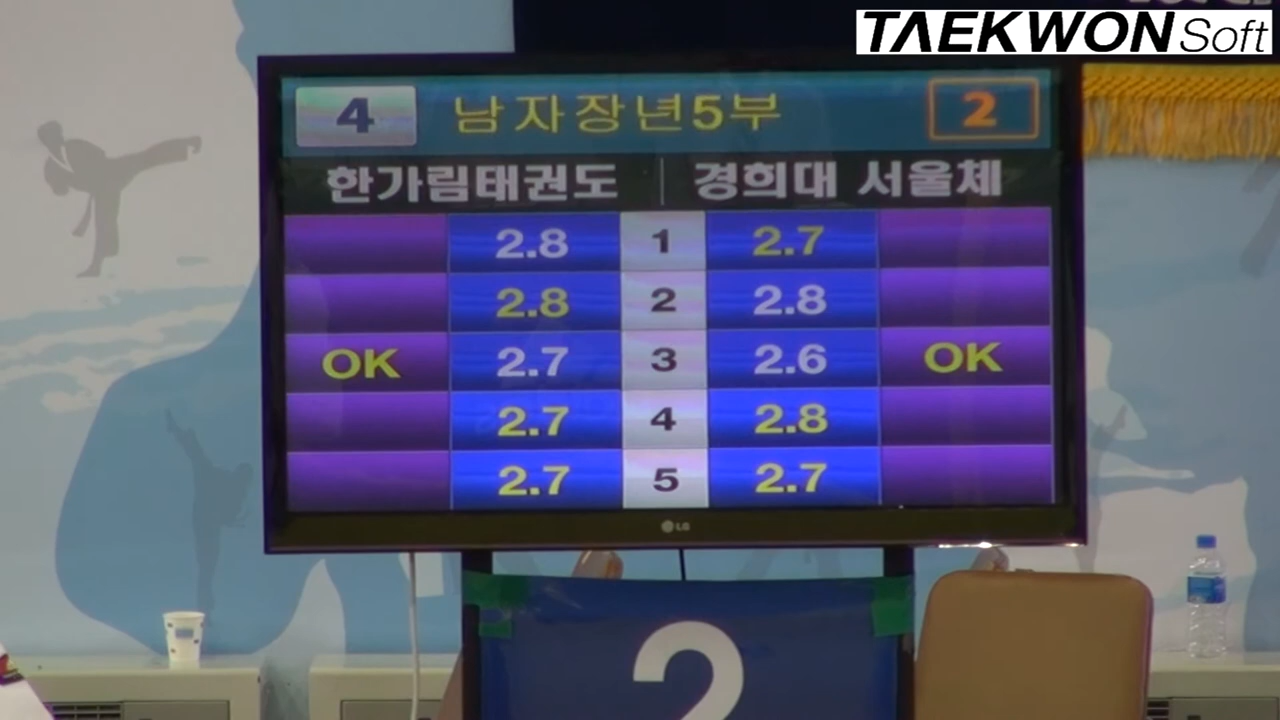 TAEKWON Soft
4 남자장년5부 2
한가림태권도 경희대 서울체
2.8 1 2.7
2.8 2 2.8
OK 2.7 3 2.6 OK
2.7 4 2.8
2.7 5 2.7
LG
2